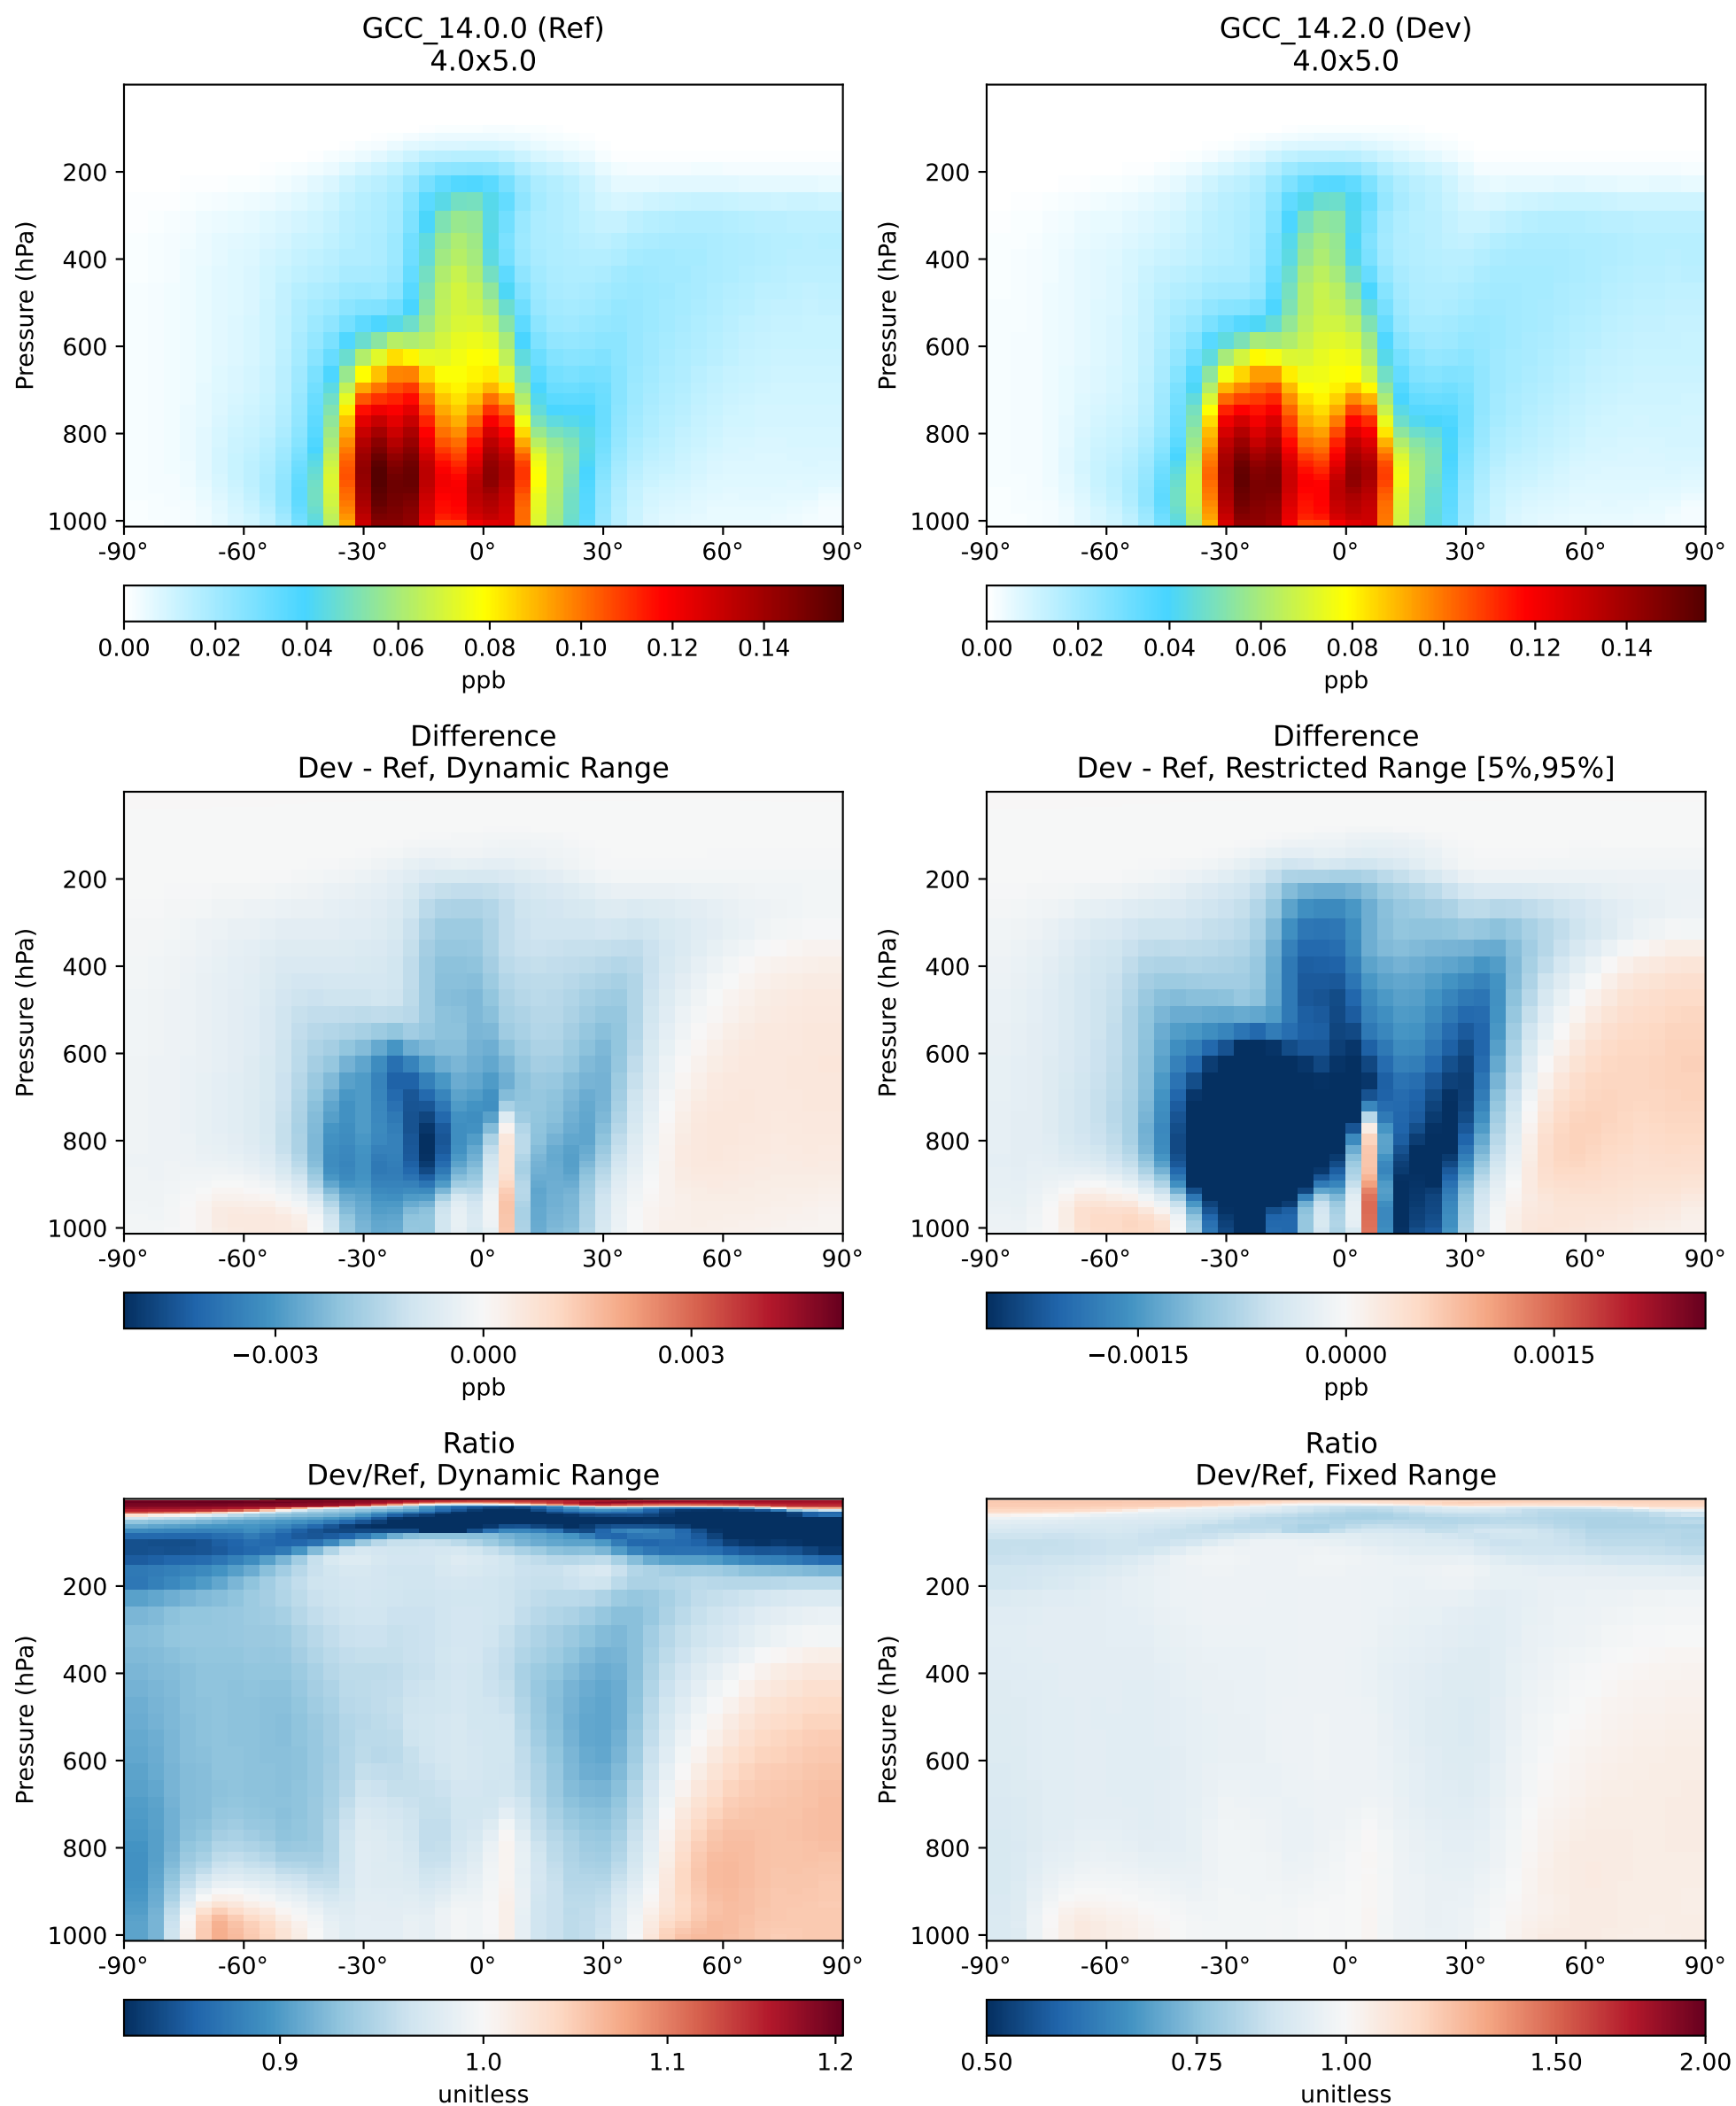 GCC_14.0.0 (Ref)
4.0x5.0
Pressure (hPa)
200
400
600
800
1000
-90° -60° -30° 0° 30° 60° 90°
0.00 0.02 0.04 0.06 0.08 0.10 0.12 0.14
ppb
GCC_14.2.0 (Dev)
4.0x5.0
Pressure (hPa)
200
400
600
800
1000
-90° -60° -30° 0° 30° 60° 90°
0.00 0.02 0.04 0.06 0.08 0.10 0.12 0.14
ppb
Difference
Dev - Ref, Dynamic Range
Pressure (hPa)
200
400
600
800
1000
-90° -60° -30° 0° 30° 60° 90°
−0.003 0.000 0.003
ppb
Difference
Dev - Ref, Restricted Range [5%,95%]
Pressure (hPa)
200
400
600
800
1000
-90° -60° -30° 0° 30° 60° 90°
−0.0015 0.0000 0.0015
ppb
Ratio
Dev/Ref, Dynamic Range
Pressure (hPa)
200
400
600
800
1000
-90° -60° -30° 0° 30° 60° 90°
0.9 1.0 1.1 1.2
unitless
Ratio
Dev/Ref, Fixed Range
Pressure (hPa)
200
400
600
800
1000
-90° -60° -30° 0° 30° 60° 90°
0.50 0.75 1.00 1.50 2.00
unitless